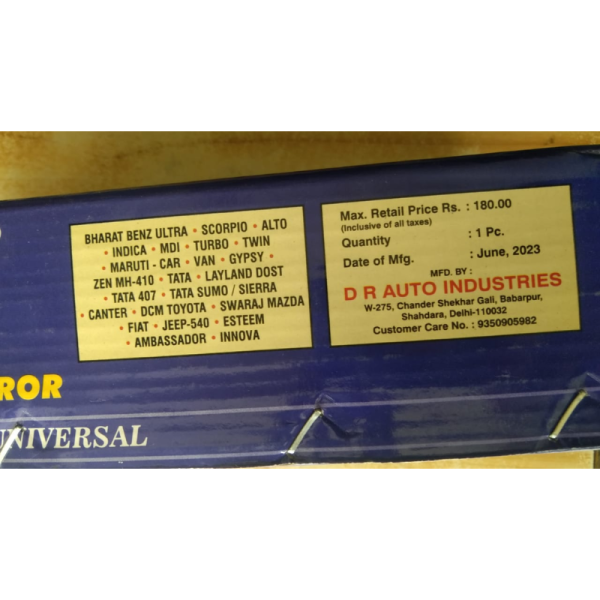 BHARAT BENZ ULTRA • SCORPIO • ALTO
• INDICA • MDI • TURBO • TWIN
MARUTI - CAR • VAN • GYPSY •
ZEN MH-410 • TATA • LAYLAND DOST
• TATA 407 • TATA SUMO / SIERRA
• CANTER • DCM TOYOTA • SWARAJ MAZDA
• FIAT • JEEP-540 • ESTEEM
• AMBASSADOR • INNOVA
Max. Retail Price Rs. : 180.00
(Inclusive of all taxes)
Quantity : 1 Pc.
Date of Mfg. : June, 2023
MFD. BY :
D R AUTO INDUSTRIES
W-275, Chander Shekhar Gali, Babarpur,
Shahdara, Delhi-110032
Customer Care No. : 9350905982
ROR
UNIVERSAL